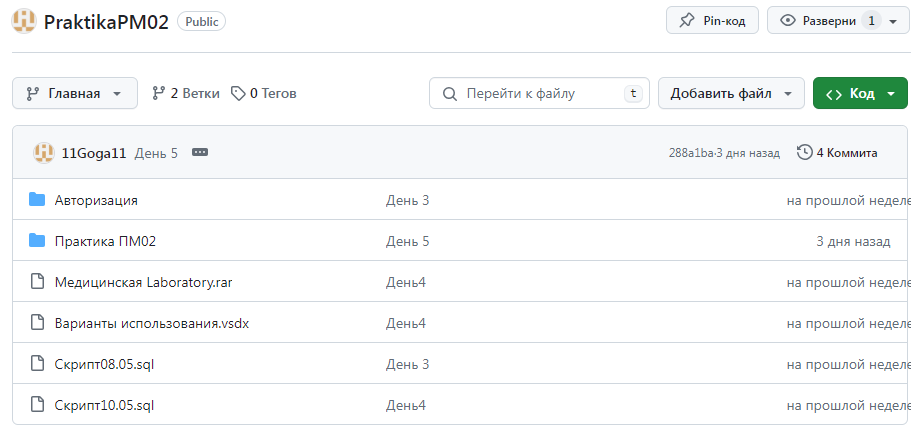 PraktikaPM02 Public Pin-код Разверни 1
Главная 2 Ветки 0 Тегов Перейти к файлу t Добавить файл Код
11Goga11 День 5 288a1ba·3 дня назад 4 Коммита
Авторизация День 3 на прошлой неделе
Практика ПМ02 День 5 3 дня назад
Медицинская Laboratory.rar День4 на прошлой неделе
Варианты использования.vsdx День4 на прошлой неделе
Скрипт08.05.sql День 3 на прошлой неделе
Скрипт10.05.sql День4 на прошлой неделе